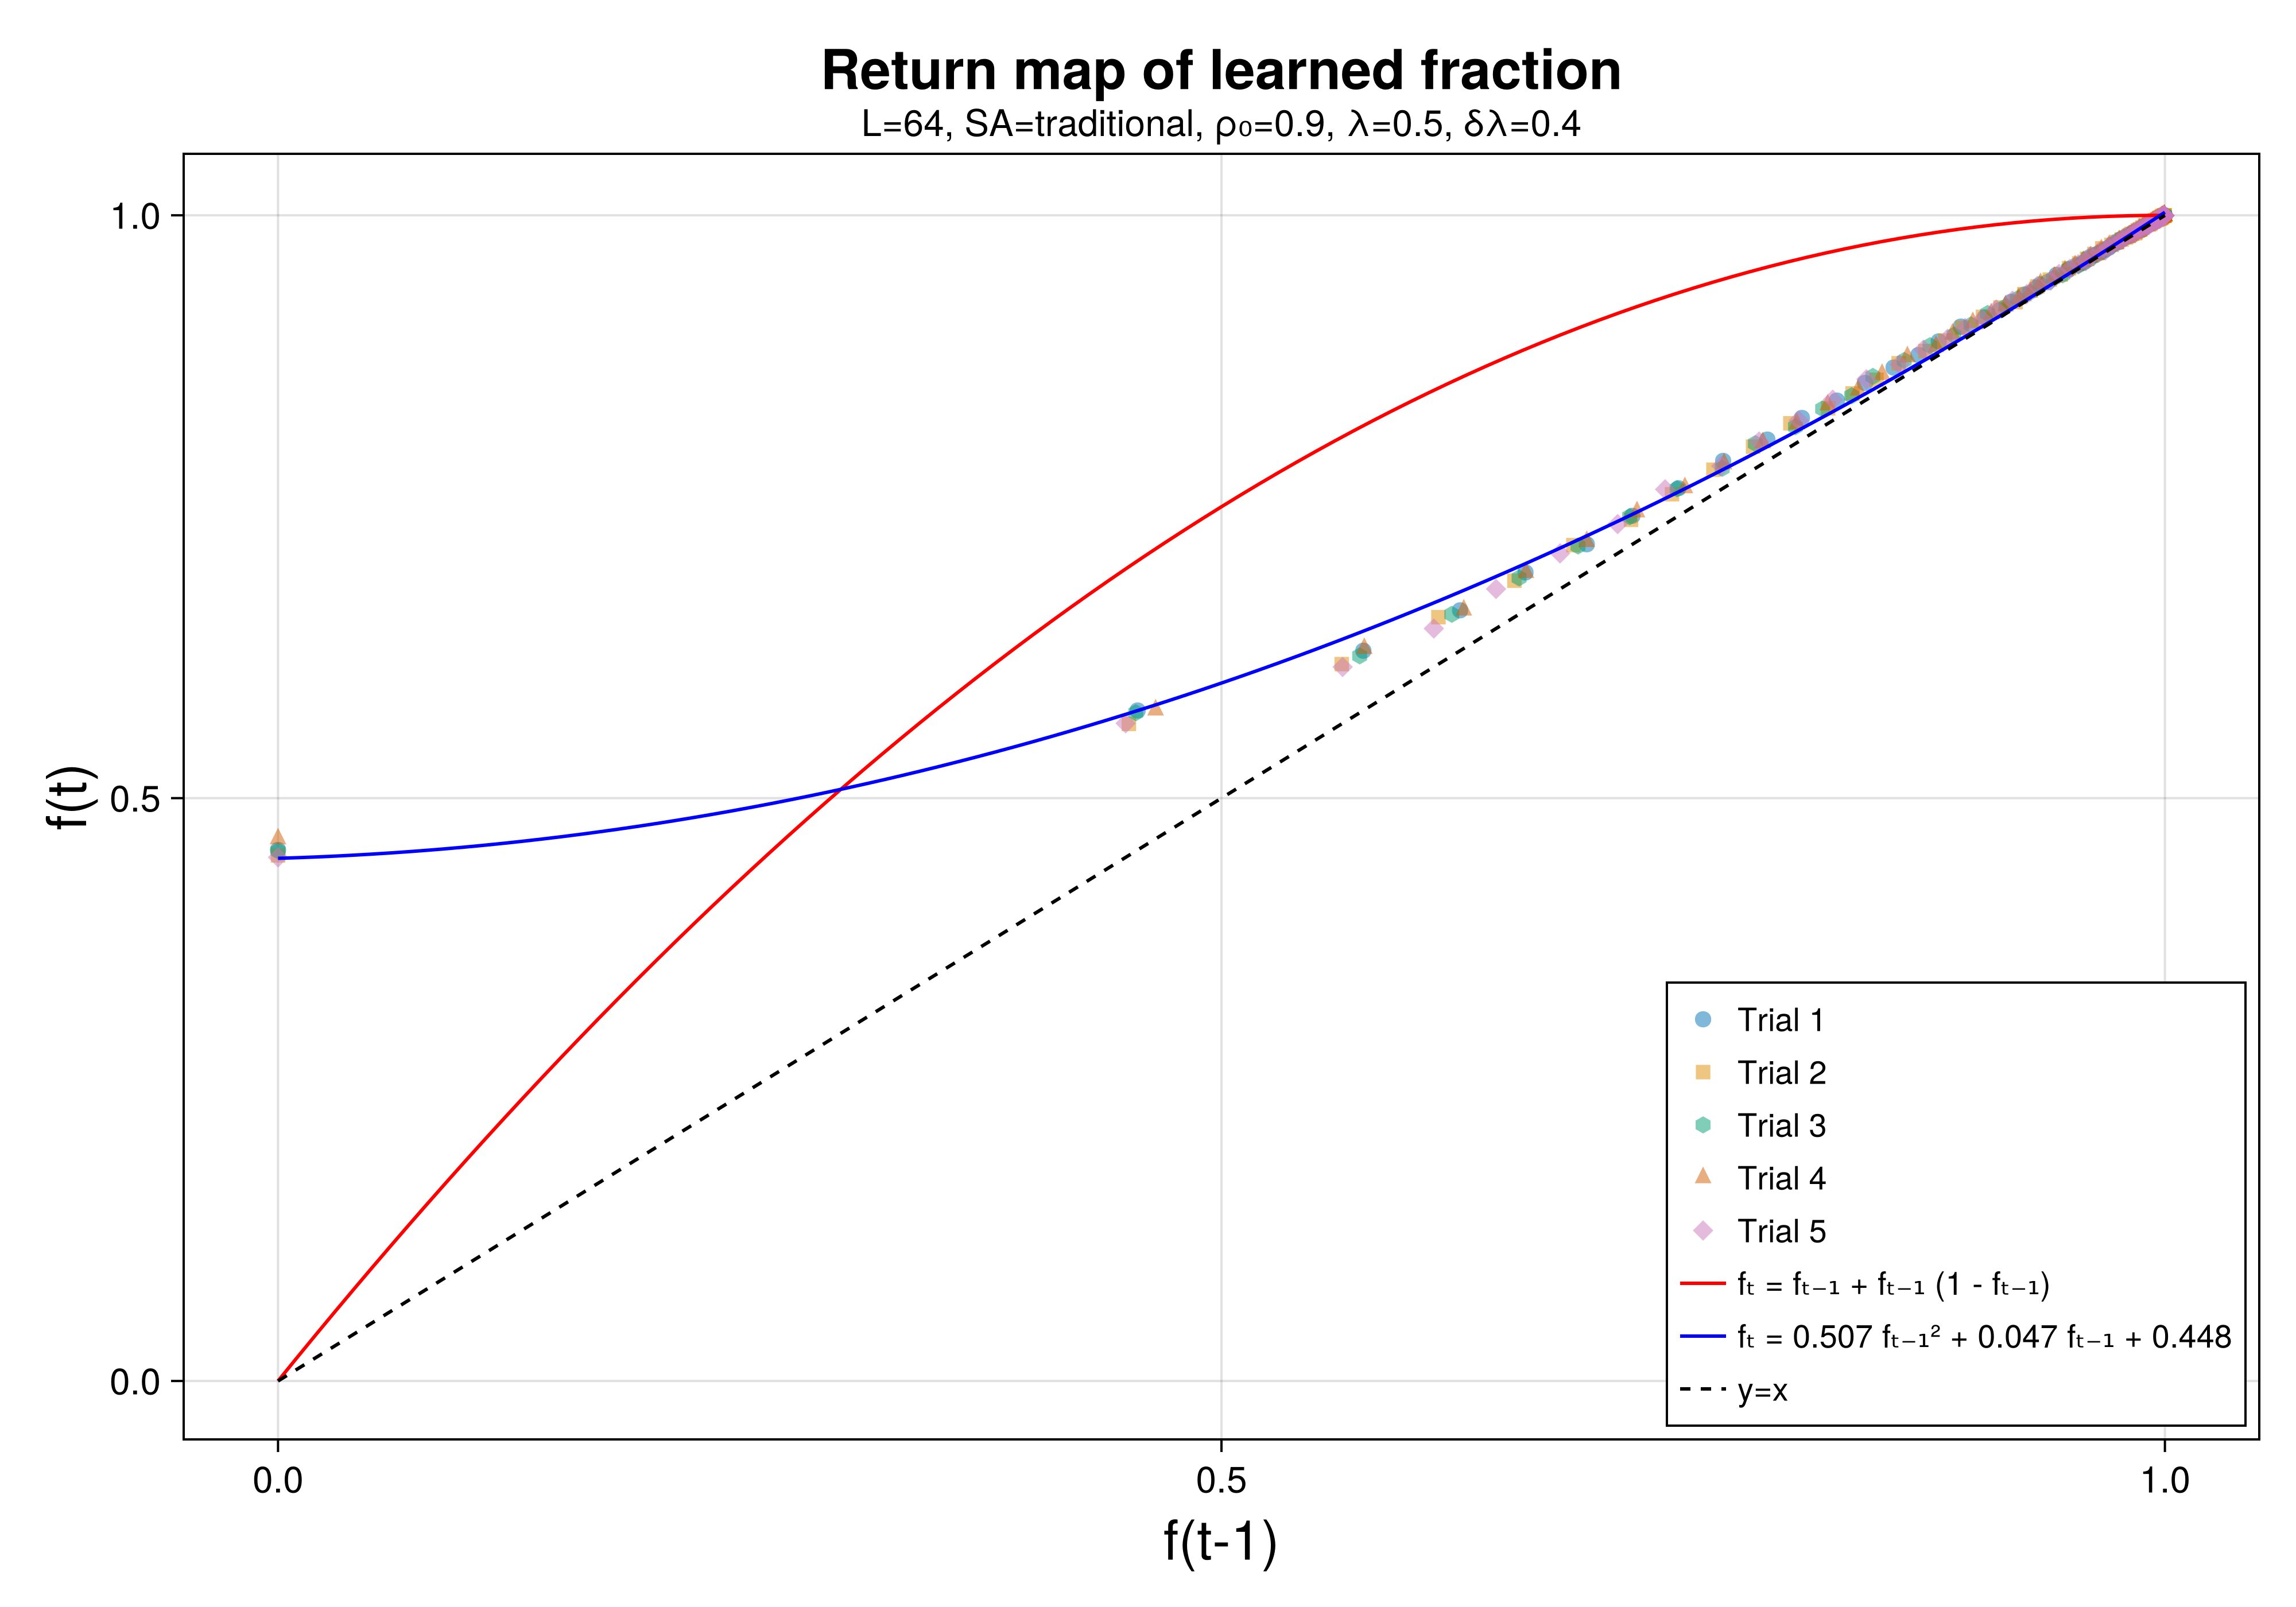 Return map of learned fraction
L=64, SA=traditional, ρ₀=0.9, λ=0.5, δλ=0.4
f(t)
1.0
0.5
0.0
0.0
0.5
1.0
f(t-1)
Trial 1
Trial 2
Trial 3
Trial 4
Trial 5
fₜ = fₜ₋₁ + fₜ₋₁ (1 - fₜ₋₁)
fₜ = 0.507 fₜ₋₁² + 0.047 fₜ₋₁ + 0.448
y=x